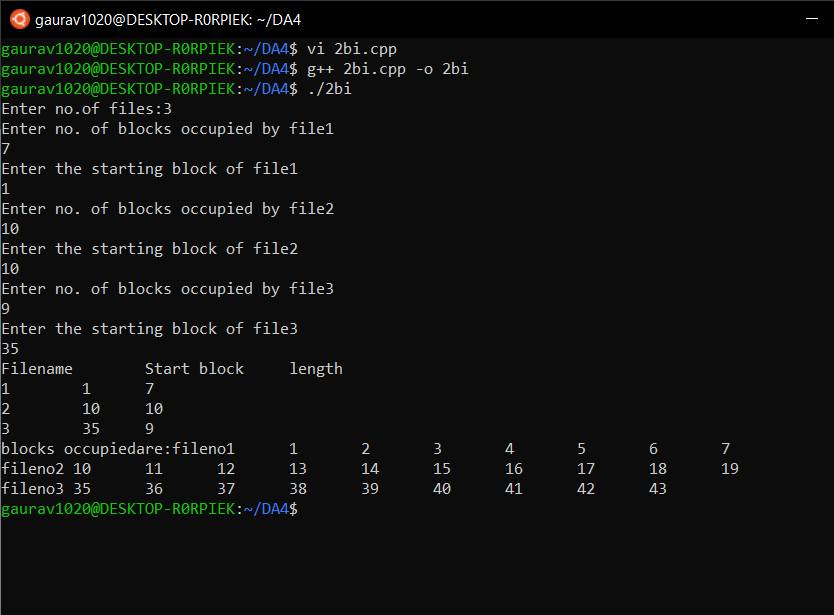 gaurav1020@DESKTOP-R0RPIEK: ~/DA4
gaurav1020@DESKTOP-R0RPIEK:~/DA4$ vi 2bi.cpp
gaurav1020@DESKTOP-R0RPIEK:~/DA4$ g++ 2bi.cpp -o 2bi
gaurav1020@DESKTOP-R0RPIEK:~/DA4$ ./2bi
Enter no.of files:3
Enter no. of blocks occupied by file1
7
Enter the starting block of file1
1
Enter no. of blocks occupied by file2
10
Enter the starting block of file2
10
Enter no. of blocks occupied by file3
9
Enter the starting block of file3
35
Filename        Start block     length
1        1      7
2        10     10
3        35     9
blocks occupiedare:fileno1      1       2       3       4       5       6       7
fileno2 10      11      12      13      14      15      16      17      18      19
fileno3 35      36      37      38      39      40      41      42      43
gaurav1020@DESKTOP-R0RPIEK:~/DA4$